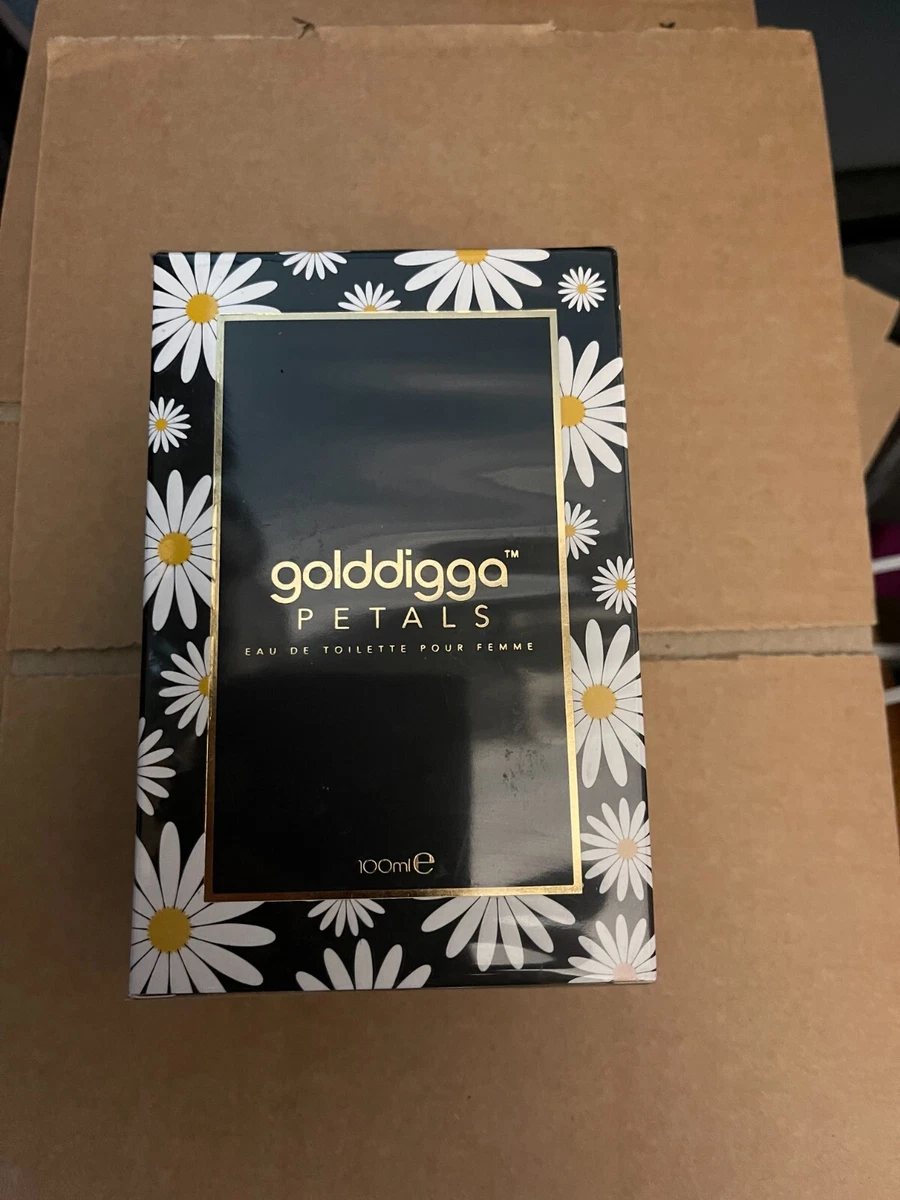 golddigga™
PETALS
EAU DE TOILETTE POUR FEMME
100ml ℮